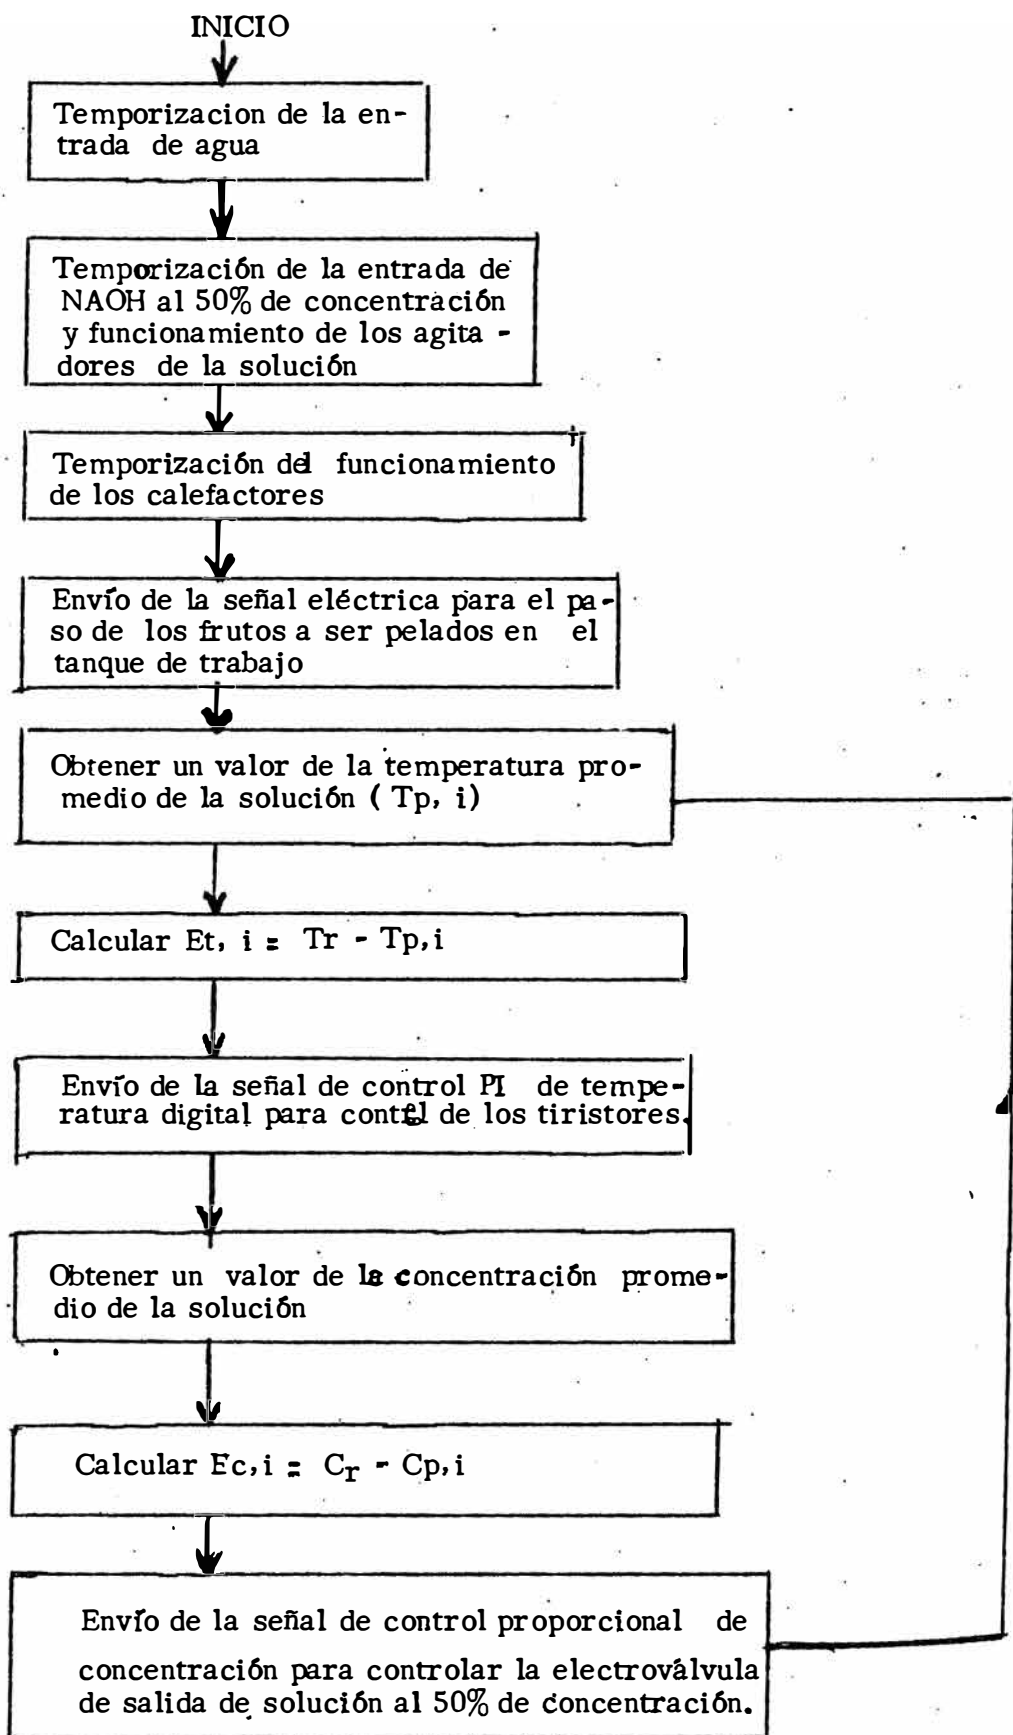 INICIO
Temporizacion de la en-
trada de agua
Temporización de la entrada de
NAOH al 50% de concentración
y funcionamiento de los agita -
dores de la solución
Temporización del funcionamiento
de los calefactores
Envío de la señal eléctrica para el pa-
so de los frutos a ser pelados en el
tanque de trabajo
Obtener un valor de la temperatura pro-
medio de la solución ( Tp, i)
Calcular Et, i = Tr - Tp,i
Envío de la señal de control PI de tempe-
ratura digital para control de los tiristores.
Obtener un valor de la concentración prome-
dio de la solución
Calcular Ec,i = Cr - Cp,i
Envío de la señal de control proporcional de
concentración para controlar la electroválvula
de salida de solución al 50% de concentración.